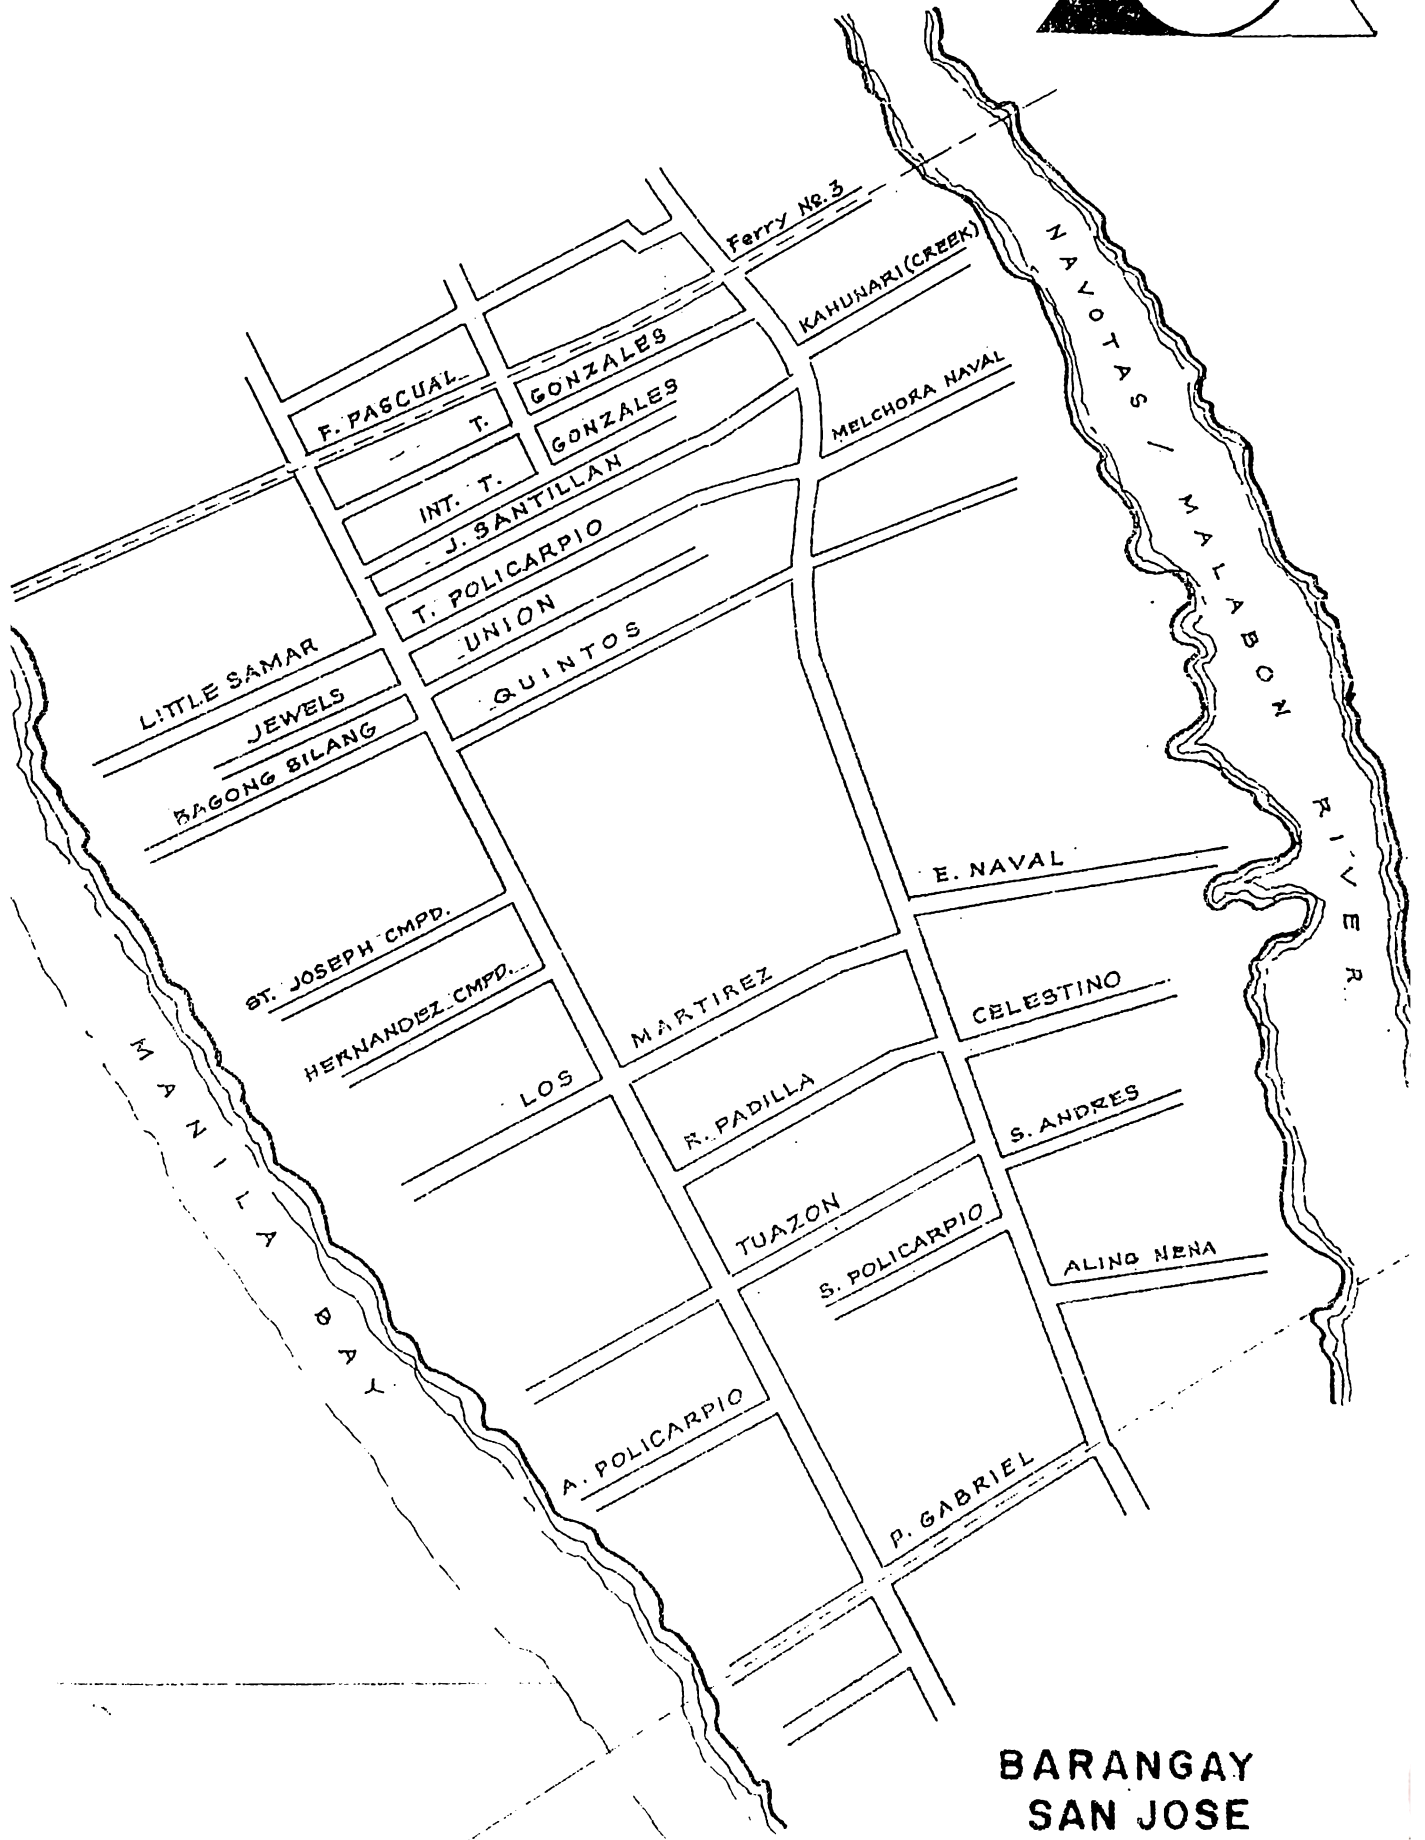 Ferry No. 3
KAHUNARI (CREEK)
F. PASCUAL
T. GONZALES
INT. T. GONZALES
MELCHORA NAVAL
J. SANTILLAN
T. POLICARPIO
UNION
QUINTOS
LITTLE SAMAR
JEWELS
BAGONG SILANG
NAVOTAS / MALABON RIVER
E. NAVAL
ST. JOSEPH CMPD.
HERNANDEZ CMPD.
MARTIREZ
CELESTINO
LOS
R. PADILLA
S. ANDRES
TUAZON
S. POLICARPIO
ALING NENA
MANILA BAY
A. POLICARPIO
P. GABRIEL
BARANGAY
SAN JOSE